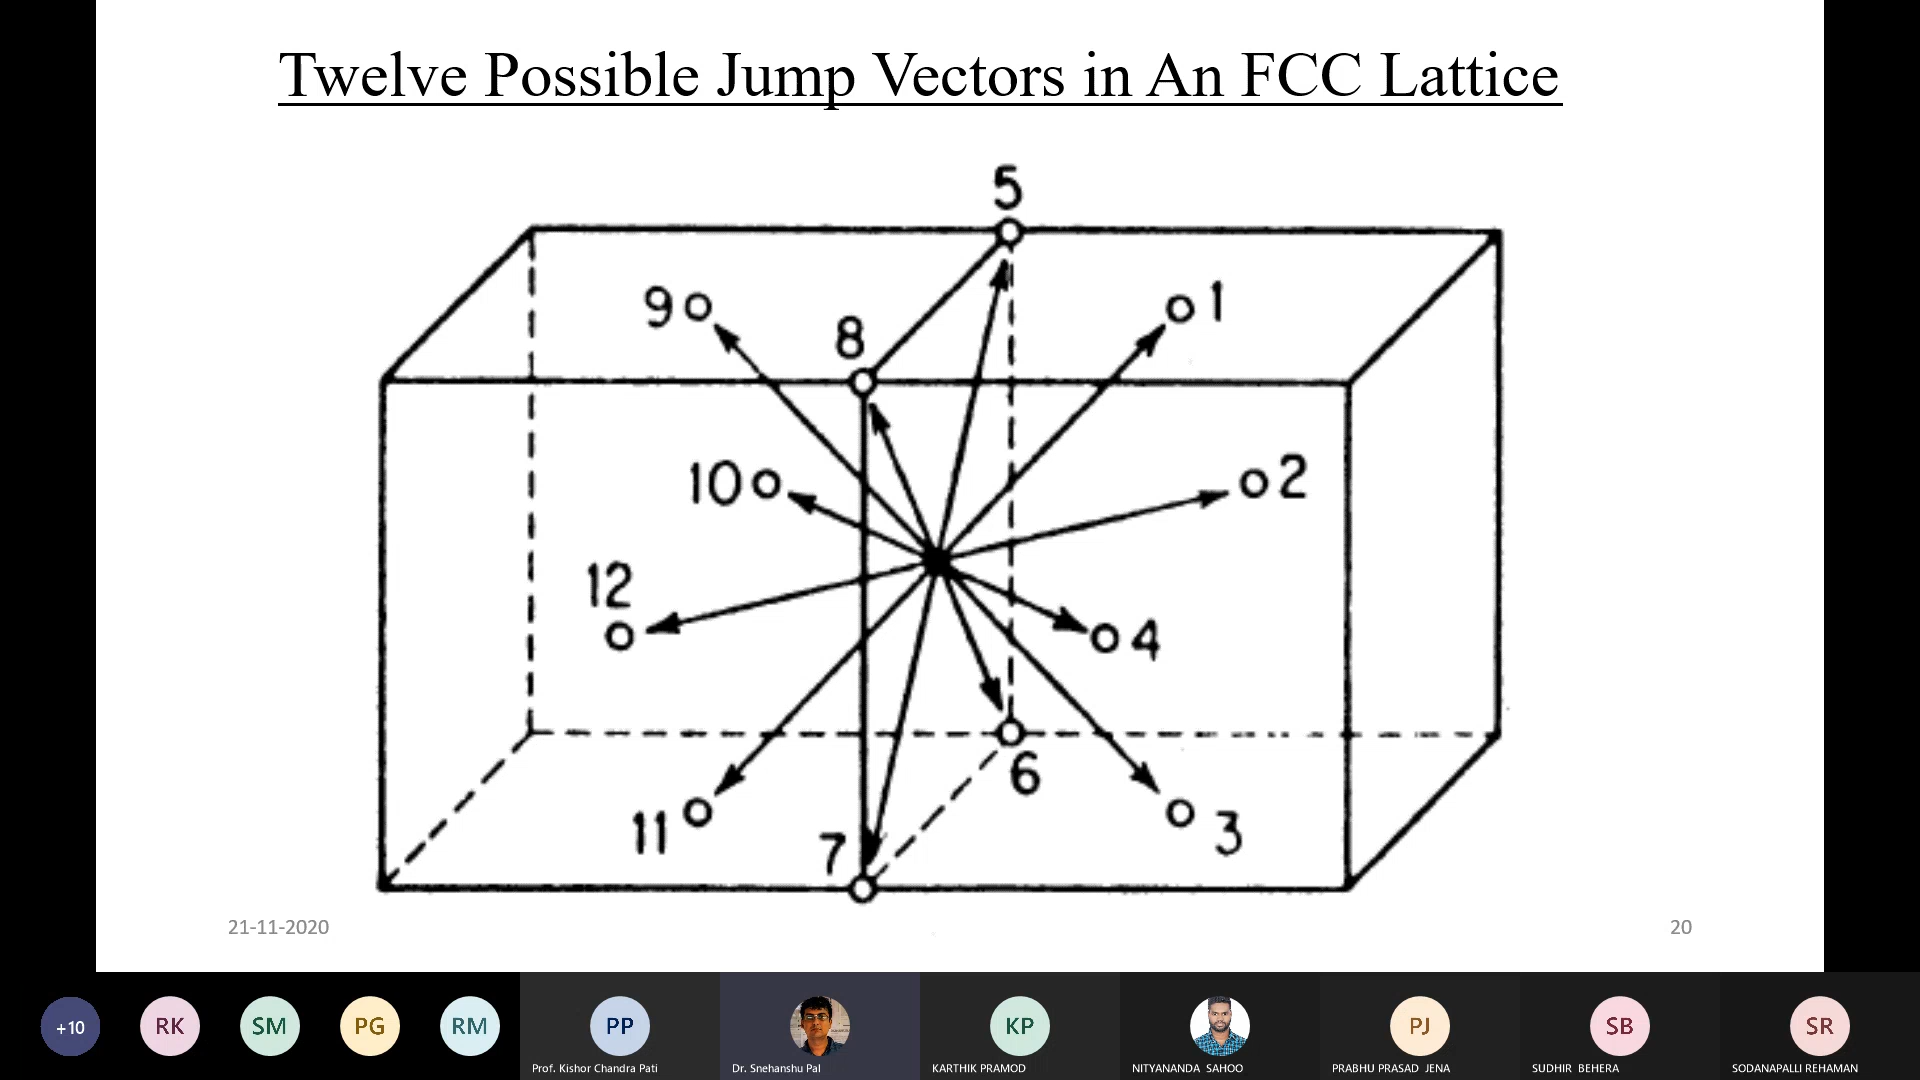 Twelve Possible Jump Vectors in An FCC Lattice
5
9 1
8
10 2
12
4
6
11 7 3
21-11-2020 20
+10 RK SM PG RM PP KP PJ SB SR
Prof. Kishor Chandra Pati Dr. Snehanshu Pal KARTHIK PRAMOD NITYANANDA SAHOO PRABHU PRASAD JENA SUDHIR BEHERA SODANAPALLI REHAMAN